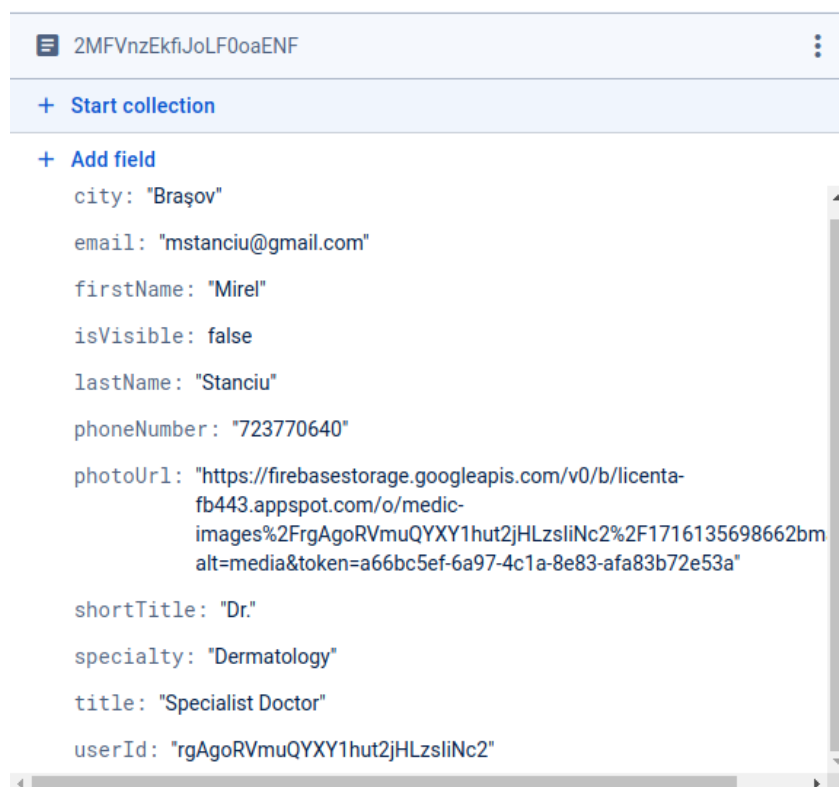 2MFVnzEkfiJoLF0oaENF
+ Start collection
+ Add field
city: "Braşov"
email: "mstanciu@gmail.com"
firstName: "Mirel"
isVisible: false
lastName: "Stanciu"
phoneNumber: "723770640"
photoUrl: "https://firebasestorage.googleapis.com/v0/b/licenta-
fb443.appspot.com/o/medic-
images%2FrgAgoRVmuQYXY1hut2jHLzsliNc2%2F1716135698662bm
alt=media&token=a66bc5ef-6a97-4c1a-8e83-afa83b72e53a"
shortTitle: "Dr."
specialty: "Dermatology"
title: "Specialist Doctor"
userId: "rgAgoRVmuQYXY1hut2jHLzsliNc2"